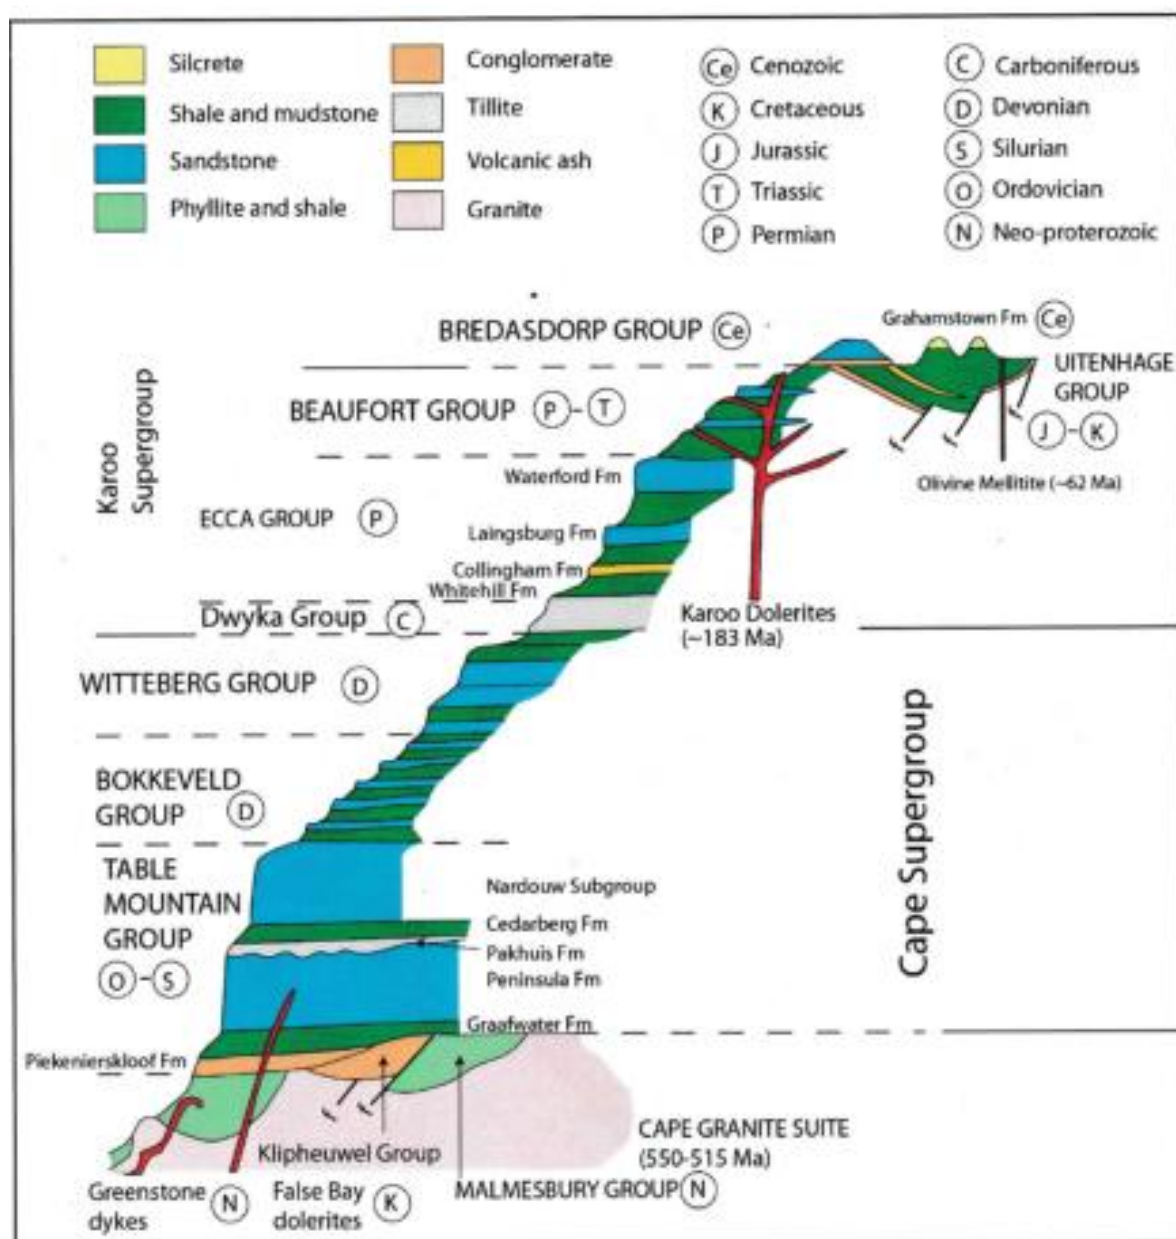 Silcrete
Shale and mudstone
Sandstone
Phyllite and shale
Conglomerate
Tillite
Volcanic ash
Granite
Ce Cenozoic
K Cretaceous
J Jurassic
T Triassic
P Permian
C Carboniferous
D Devonian
S Silurian
O Ordovician
N Neo-proterozoic
BREDASDORP GROUP Ce
Grahamstown Fm Ce
UITENHAGE
GROUP
J - K
Olivine Mellitite (~62 Ma)
Karoo
Supergroup
BEAUFORT GROUP P - T
Waterford Fm
ECCA GROUP P
Laingsburg Fm
Collingham Fm
Whitehill Fm
Dwyka Group C
Karoo Dolerites
(~183 Ma)
WITTEBERG GROUP D
Cape Supergroup
BOKKEVELD
GROUP D
TABLE
MOUNTAIN
GROUP
O - S
Nardouw Subgroup
Cedarberg Fm
Pakhuis Fm
Peninsula Fm
Graafwater Fm
Piekenierskloof Fm
CAPE GRANITE SUITE
(550-515 Ma)
Klipheuwel Group
Greenstone
dykes N
False Bay
dolerites K
MALMESBURY GROUP N